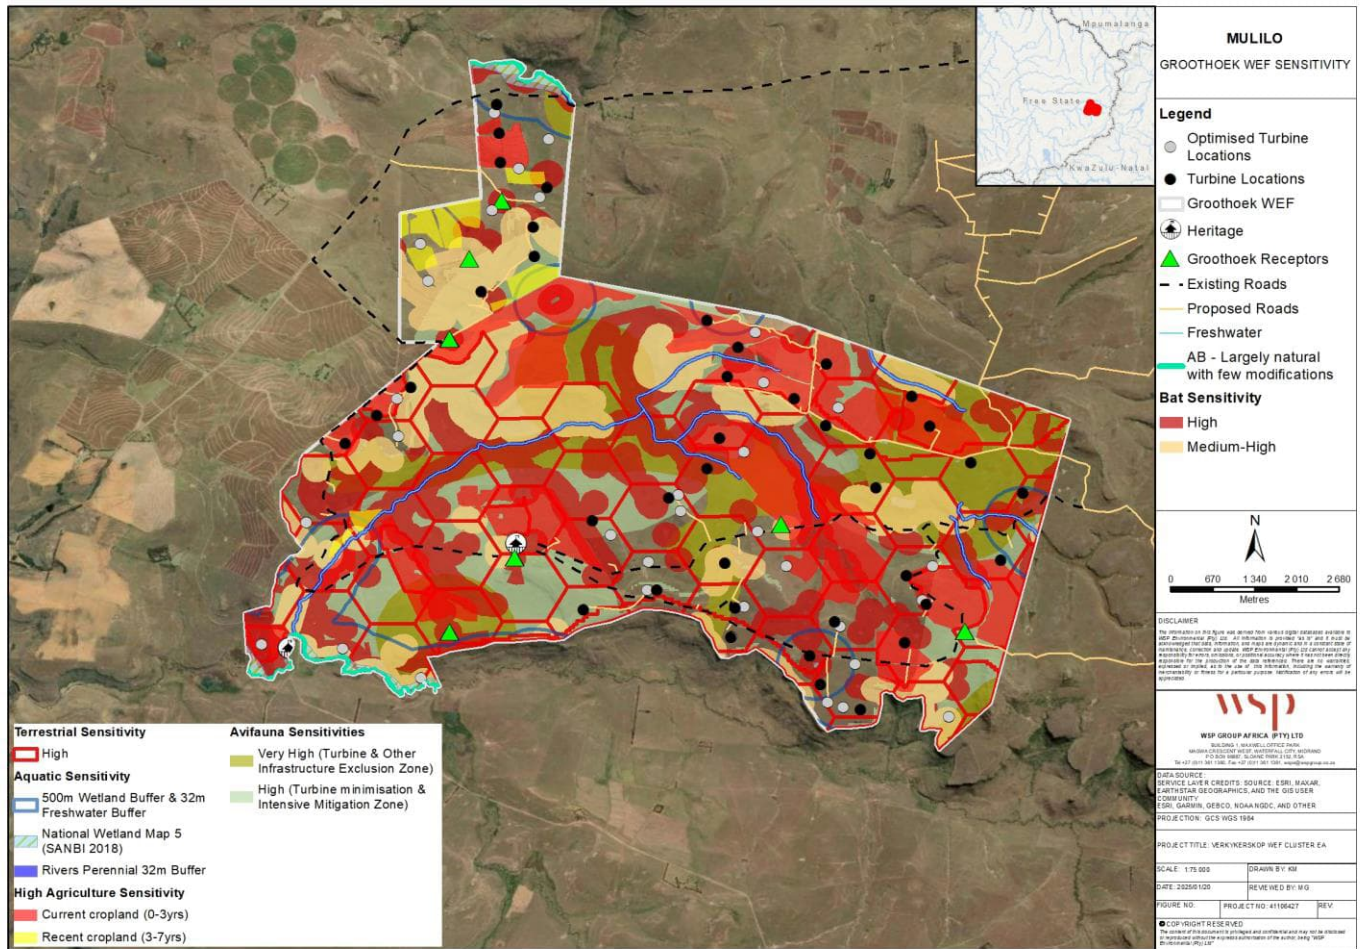 Mpumalanga
Free State
KwaZulu-Natal
MULILO
GROOTHOEK WEF SENSITIVITY
Legend
Optimised Turbine
Locations
Turbine Locations
Groothoek WEF
Heritage
Groothoek Receptors
Existing Roads
Proposed Roads
Freshwater
AB - Largely natural
with few modifications
Bat Sensitivity
High
Medium-High
N
0 670 1 340 2 010 2 680
Metres
DISCLAIMER
wsp
WSP GROUP AFRICA (PTY) LTD
BUILDING 1, MAXWELL OFFICE PARK
DATA SOURCE:
SERVICE LAYER CREDITS: SOURCE: ESRI, MAXAR,
EARTHSTAR GEOGRAPHICS, AND THE GIS USER
COMMUNITY
ESRI, GARMIN, GEBCO, NOAA NGDC, AND OTHER
PROJECTION: GCS WGS 1984
PROJECT TITLE: VERKYKERSKOP WEF CLUSTER EA
SCALE: 1:75 000
DRAWN BY: KM
DATE: 2025/01/20
REVIEWED BY: MG
FIGURE NO:
PROJECT NO: 41106427
REV:
© COPYRIGHT RESERVED
Terrestrial Sensitivity
High
Aquatic Sensitivity
500m Wetland Buffer & 32m
Freshwater Buffer
National Wetland Map 5
(SANBI 2018)
Rivers Perennial 32m Buffer
High Agriculture Sensitivity
Current cropland (0-3yrs)
Recent cropland (3-7yrs)
Avifauna Sensitivities
Very High (Turbine & Other
Infrastructure Exclusion Zone)
High (Turbine minimisation &
Intensive Mitigation Zone)